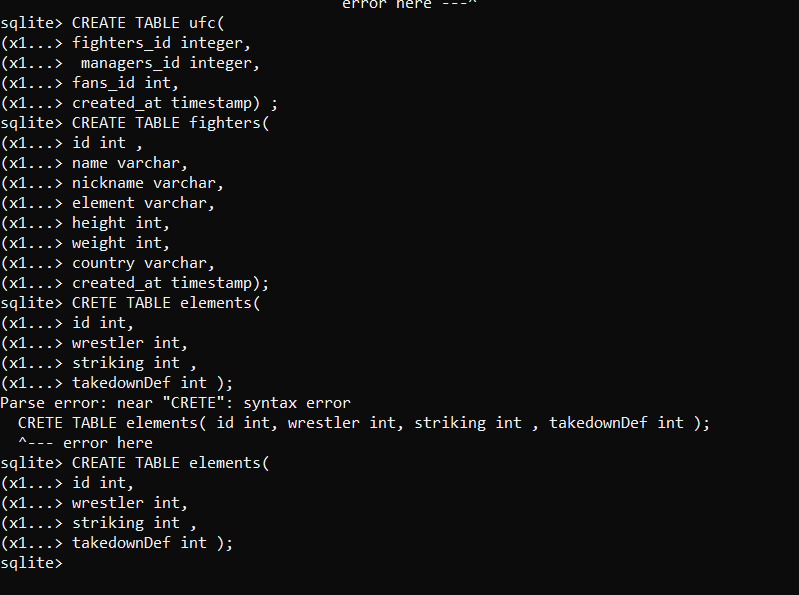 error here ---^
sqlite> CREATE TABLE ufc(
(x1...> fighters_id integer,
(x1...>  managers_id integer,
(x1...> fans_id int,
(x1...> created_at timestamp) ;
sqlite> CREATE TABLE fighters(
(x1...> id int ,
(x1...> name varchar,
(x1...> nickname varchar,
(x1...> element varchar,
(x1...> height int,
(x1...> weight int,
(x1...> country varchar,
(x1...> created_at timestamp);
sqlite> CRETE TABLE elements(
(x1...> id int,
(x1...> wrestler int,
(x1...> striking int ,
(x1...> takedownDef int );
Parse error: near "CRETE": syntax error
  CRETE TABLE elements( id int, wrestler int, striking int , takedownDef int );
  ^--- error here
sqlite> CREATE TABLE elements(
(x1...> id int,
(x1...> wrestler int,
(x1...> striking int ,
(x1...> takedownDef int );
sqlite>